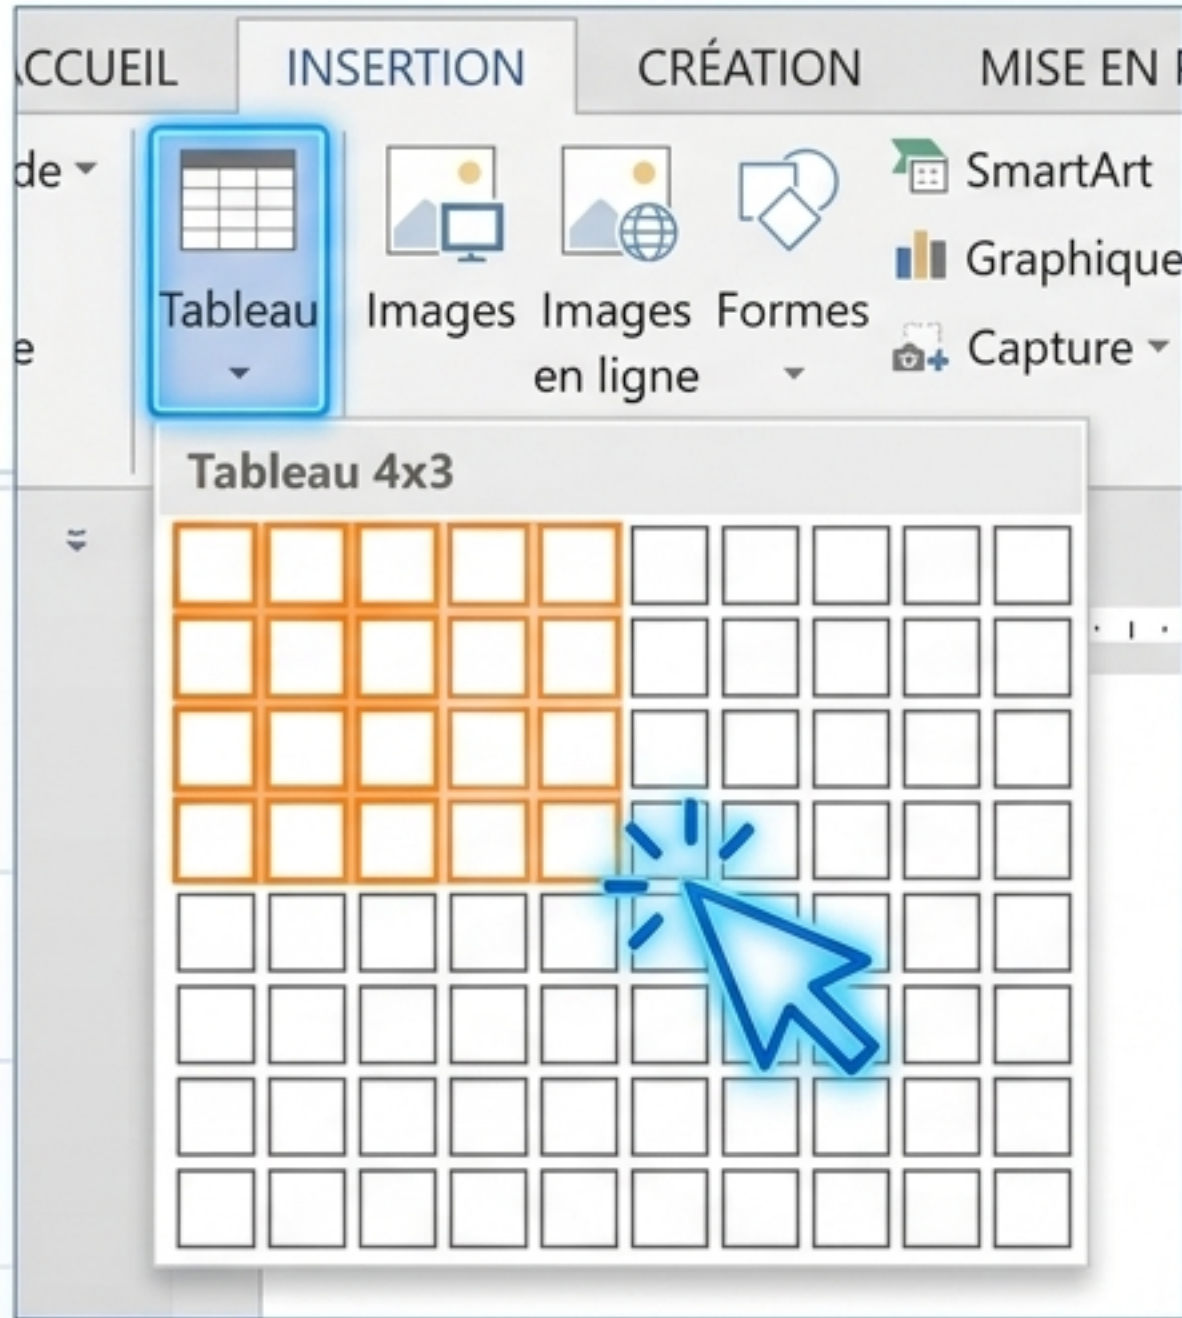 CCUEIL INSERTION CRÉATION MISE EN
de
e
Tableau
Images
Images
en ligne
Formes
SmartArt
Graphique
Capture
Tableau 4x3